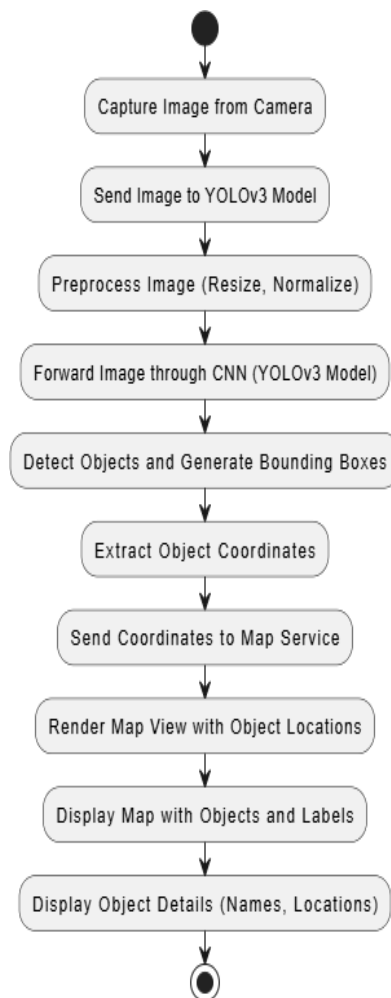 Capture Image from Camera
Send Image to YOLOv3 Model
Preprocess Image (Resize, Normalize)
Forward Image through CNN (YOLOv3 Model)
Detect Objects and Generate Bounding Boxes
Extract Object Coordinates
Send Coordinates to Map Service
Render Map View with Object Locations
Display Map with Objects and Labels
Display Object Details (Names, Locations)